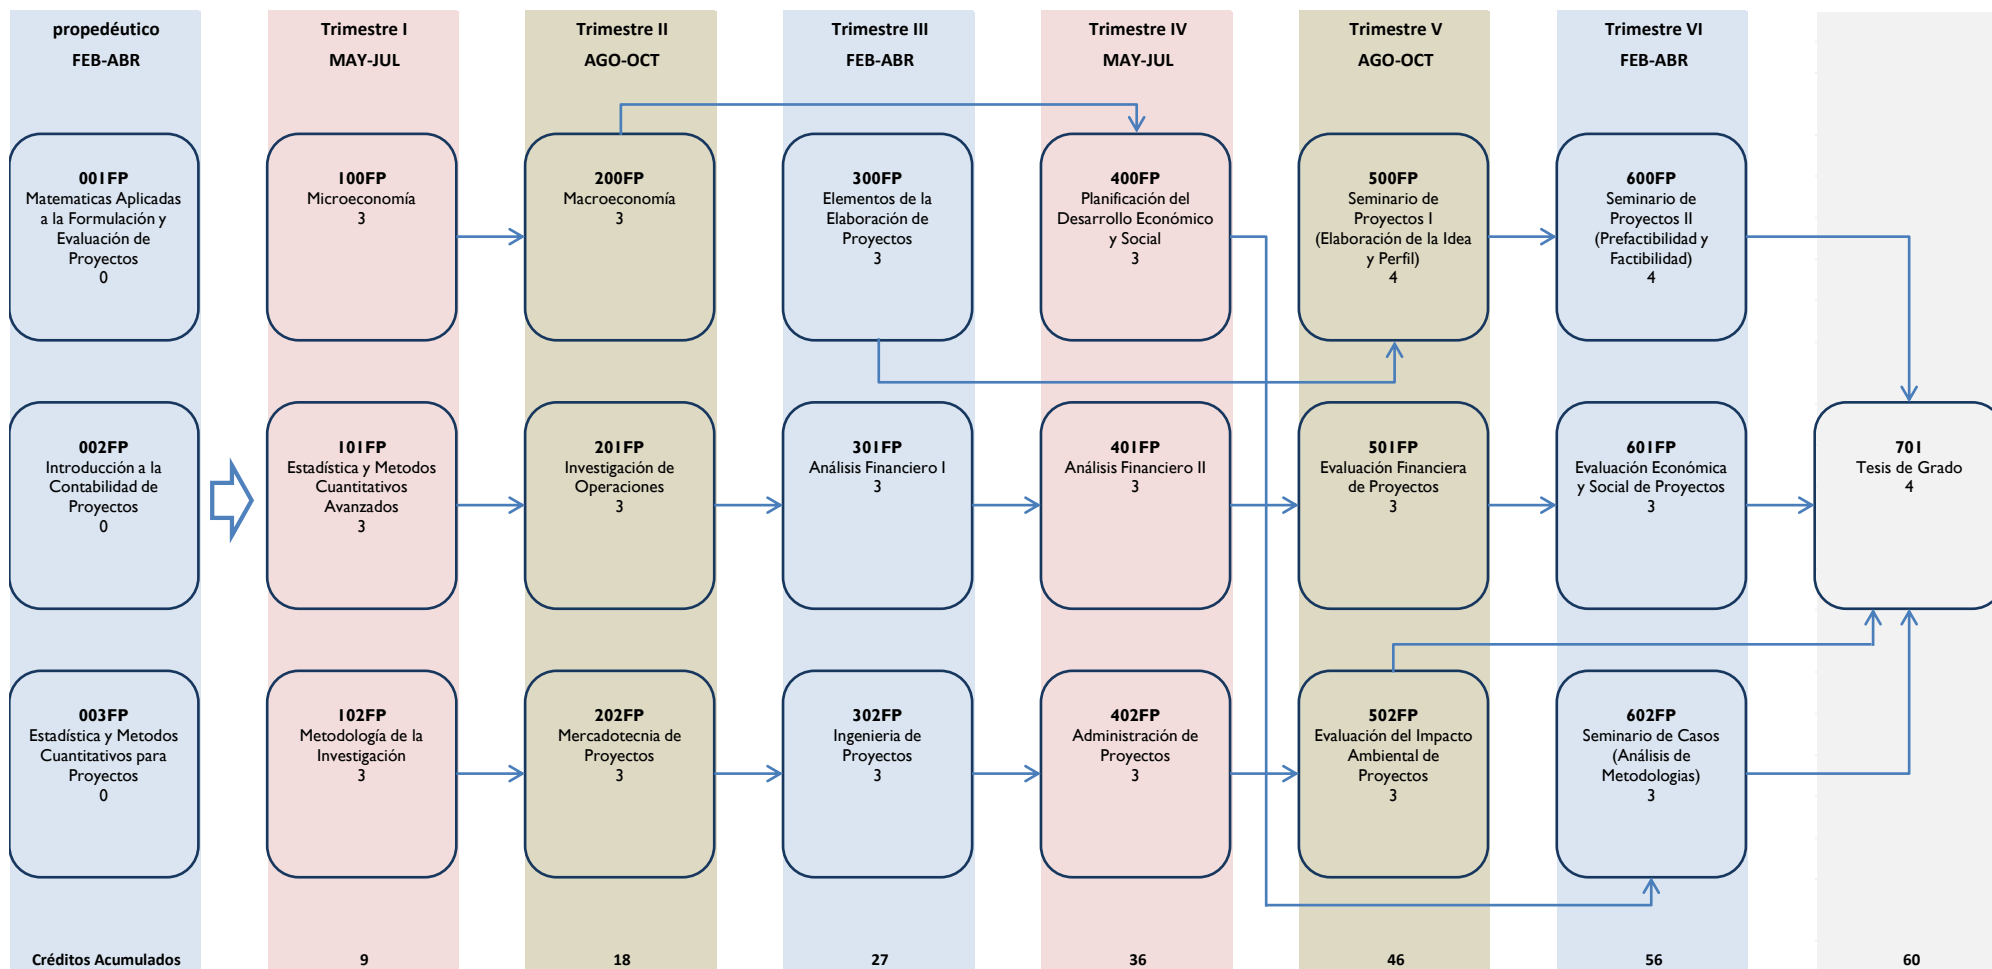 propedéutico
FEB-ABR
Trimestre I
MAY-JUL
Trimestre II
AGO-OCT
Trimestre III
FEB-ABR
Trimestre IV
MAY-JUL
Trimestre V
AGO-OCT
Trimestre VI
FEB-ABR
001FP
Matematicas Aplicadas
a la Formulación y
Evaluación de
Proyectos
0
100FP
Microeconomía
3
200FP
Macroeconomía
3
300FP
Elementos de la
Elaboración de
Proyectos
3
400FP
Planificación del
Desarrollo Económico
y Social
3
500FP
Seminario de
Proyectos I
(Elaboración de la Idea
y Perfil)
4
600FP
Seminario de
Proyectos II
(Prefactibilidad y
Factibilidad)
4
002FP
Introducción a la
Contabilidad de
Proyectos
0
101FP
Estadística y Metodos
Cuantitativos
Avanzados
3
201FP
Investigación de
Operaciones
3
301FP
Análisis Financiero I
3
401FP
Análisis Financiero II
3
501FP
Evaluación Financiera
de Proyectos
3
601FP
Evaluación Económica
y Social de Proyectos
3
701
Tesis de Grado
4
003FP
Estadística y Metodos
Cuantitativos para
Proyectos
0
102FP
Metodología de la
Investigación
3
202FP
Mercadotecnia de
Proyectos
3
302FP
Ingenieria de
Proyectos
3
402FP
Administración de
Proyectos
3
502FP
Evaluación del Impacto
Ambiental de
Proyectos
3
602FP
Seminario de Casos
(Análisis de
Metodologias)
3
Créditos Acumulados
9
18
27
36
46
56
60